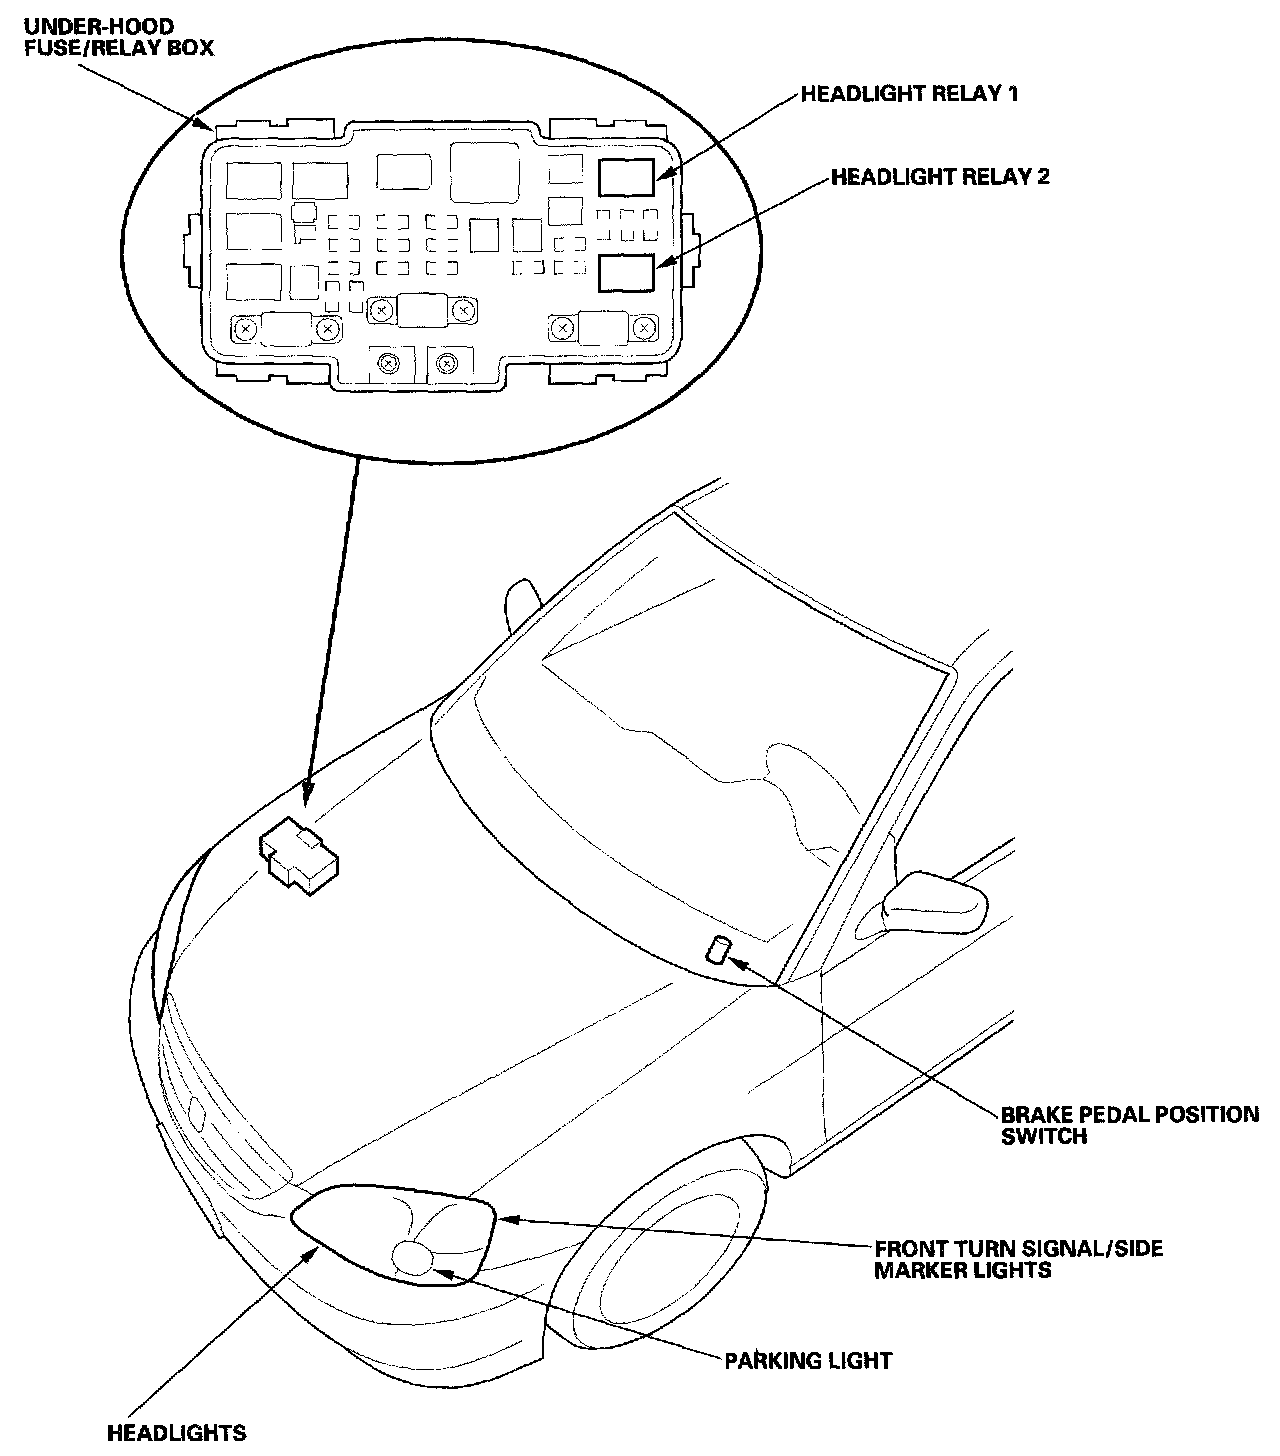 UNDER-HOOD
FUSE/RELAY BOX
HEADLIGHT RELAY 1
HEADLIGHT RELAY 2
BRAKE PEDAL POSITION
SWITCH
FRONT TURN SIGNAL/SIDE
MARKER LIGHTS
PARKING LIGHT
HEADLIGHTS